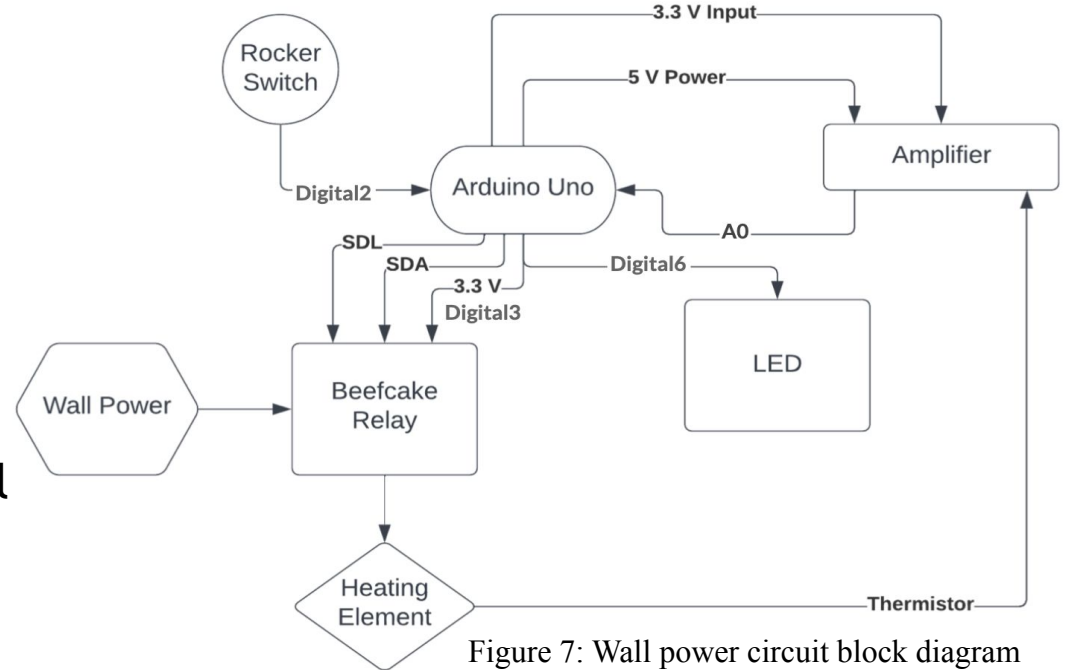 3.3 V Input
Rocker
Switch
5 V Power
Amplifier
Arduino Uno
Digital2
A0
SDL
SDA
Digital6
3.3 V
Digital3
LED
Beefcake
Relay
Wall Power
l
Heating
Element
Thermistor
Figure 7: Wall power circuit block diagram